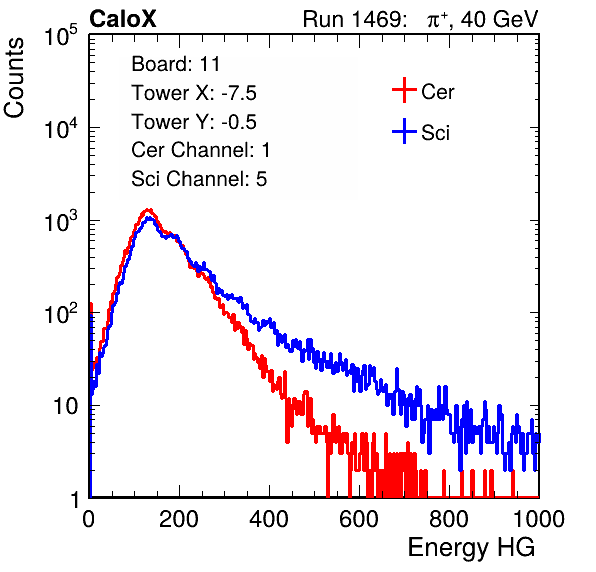 CaloX Run 1469: π⁺, 40 GeV
Counts
Board: 11
Tower X: -7.5
Tower Y: -0.5
Cer Channel: 1
Sci Channel: 5
Cer
Sci
10⁵
10⁴
10³
10²
10
1
0 200 400 600 800 1000
Energy HG